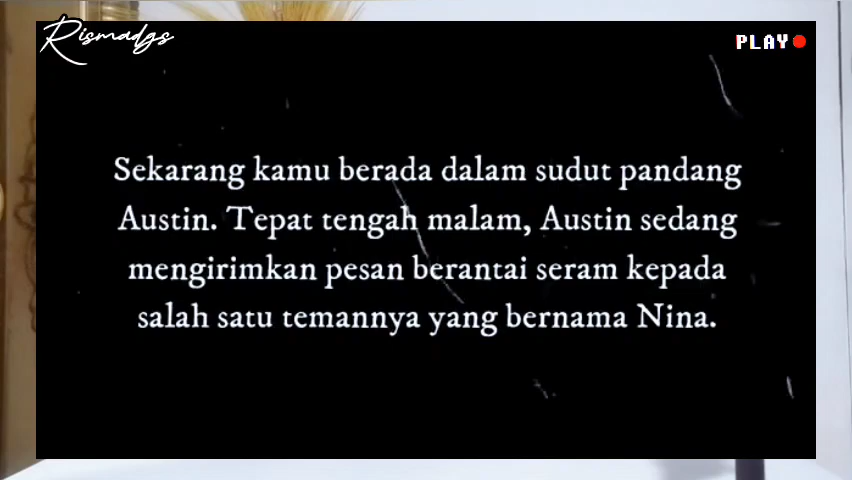 Rismadgs
PLAY
Sekarang kamu berada dalam sudut pandang
Austin. Tepat tengah malam, Austin sedang
mengirimkan pesan berantai seram kepada
salah satu temannya yang bernama Nina.